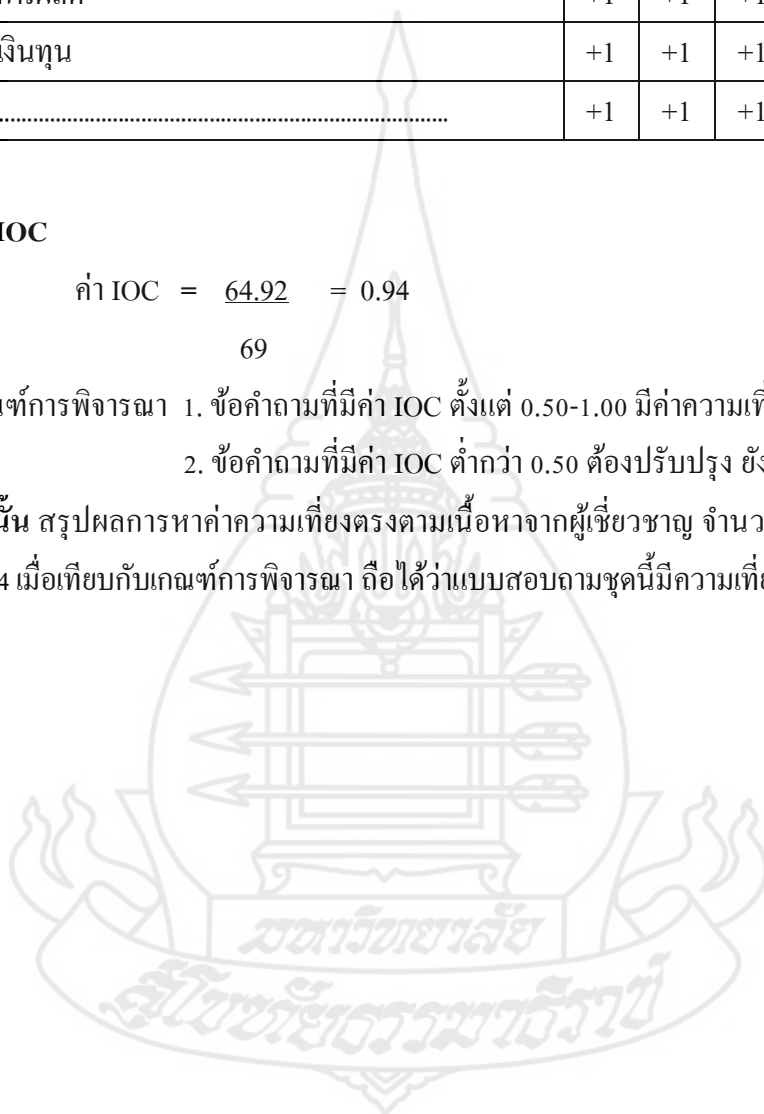 +1 +1 +1
เงินทุน +1 +1 +1
........................................................................................ +1 +1 +1
IOC
ค่า IOC = 64.92 = 0.94
69
ณฑ์การพิจารณา 1. ข้อคำถามที่มีค่า IOC ตั้งแต่ 0.50-1.00 มีค่าความเที่
2. ข้อคำถามที่มีค่า IOC ต่ำกว่า 0.50 ต้องปรับปรุง ยัง
นั้น สรุปผลการหาค่าความเที่ยงตรงตามเนื้อหาจากผู้เชี่ยวชาญ จำนว
4 เมื่อเทียบกับเกณฑ์การพิจารณา ถือได้ว่าแบบสอบถามชุดนี้มีความเที่ย
มหาวิทยาลัย
สุโขทัยธรรมาธิราช